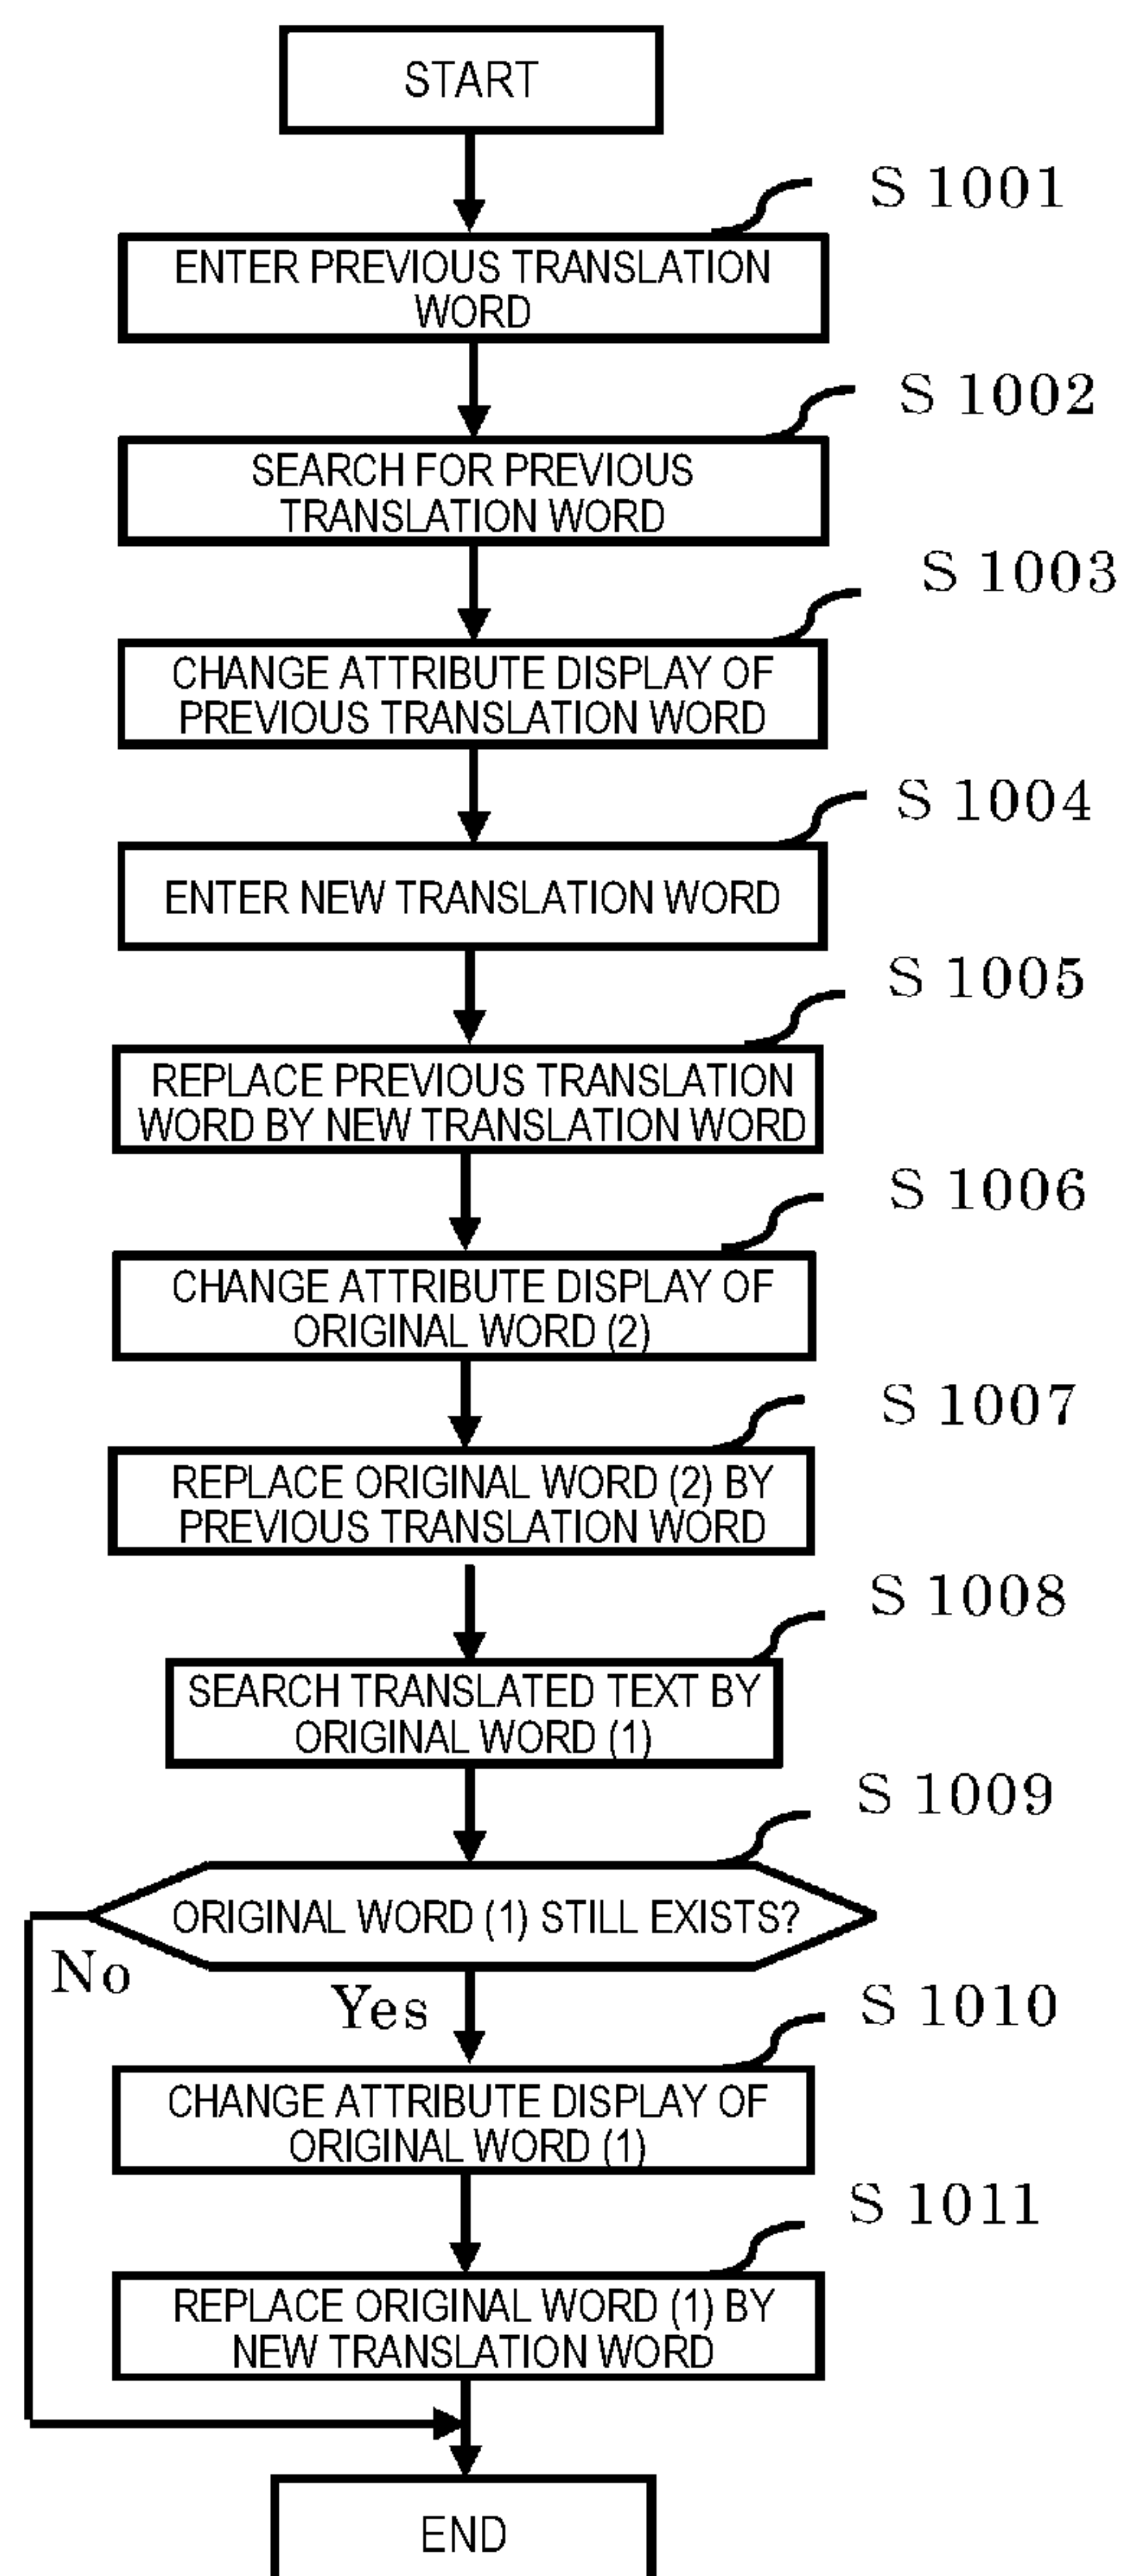 START
S 1001
ENTER PREVIOUS TRANSLATION
WORD
S 1002
SEARCH FOR PREVIOUS
TRANSLATION WORD
S 1003
CHANGE ATTRIBUTE DISPLAY OF
PREVIOUS TRANSLATION WORD
S 1004
ENTER NEW TRANSLATION WORD
S 1005
REPLACE PREVIOUS TRANSLATION
WORD BY NEW TRANSLATION WORD
S 1006
CHANGE ATTRIBUTE DISPLAY OF
ORIGINAL WORD (2)
S 1007
REPLACE ORIGINAL WORD (2) BY
PREVIOUS TRANSLATION WORD
S 1008
SEARCH TRANSLATED TEXT BY
ORIGINAL WORD (1)
S 1009
ORIGINAL WORD (1) STILL EXISTS?
No
Yes
S 1010
CHANGE ATTRIBUTE DISPLAY OF
ORIGINAL WORD (1)
S 1011
REPLACE ORIGINAL WORD (1) BY
NEW TRANSLATION WORD
END